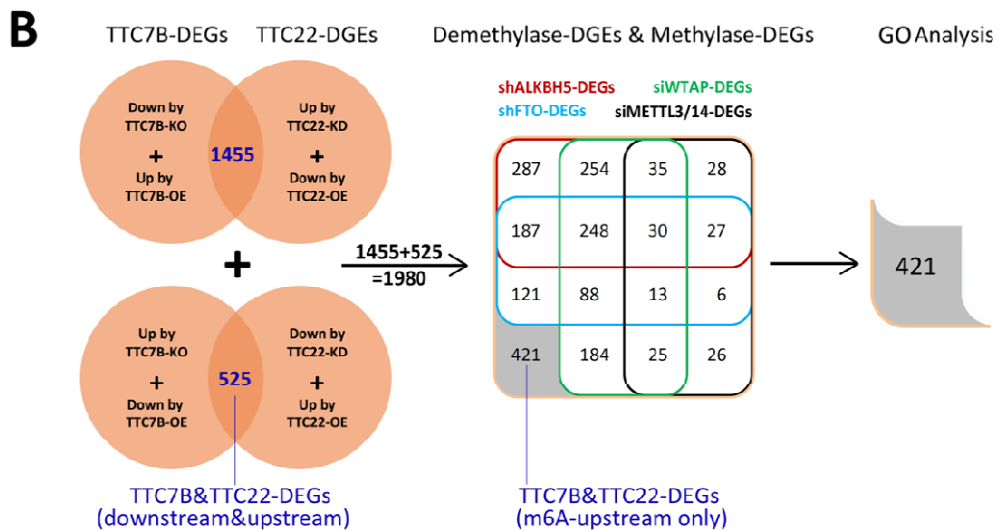 B
TTC7B-DEGs TTC22-DGEs
Demethylase-DGEs & Methylase-DEGs
GO Analysis
Down by
TTC7B-KO
+
Up by
TTC7B-OE
1455
Up by
TTC22-KD
+
Down by
TTC22-OE
+
Up by
TTC7B-KO
+
Down by
TTC7B-OE
525
Down by
TTC22-KD
+
Up by
TTC22-OE
TTC7B&TTC22-DEGs
(downstream&upstream)
1455+525
=1980
shALKBH5-DEGs siWTAP-DEGs
shFTO-DEGs siMETTL3/14-DEGs
287 254 35 28
187 248 30 27
121 88 13 6
421 184 25 26
TTC7B&TTC22-DEGs
(m6A-upstream only)
421